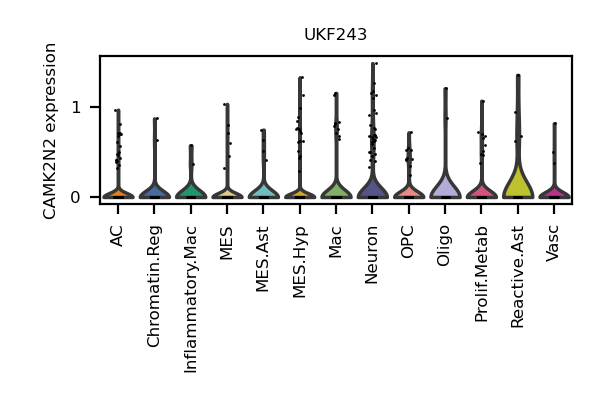 UKF243
CAMK2N2 expression
1
0
AC
Chromatin.Reg
Inflammatory.Mac
MES
MES.Ast
MES.Hyp
Mac
Neuron
OPC
Oligo
Prolif.Metab
Reactive.Ast
Vasc